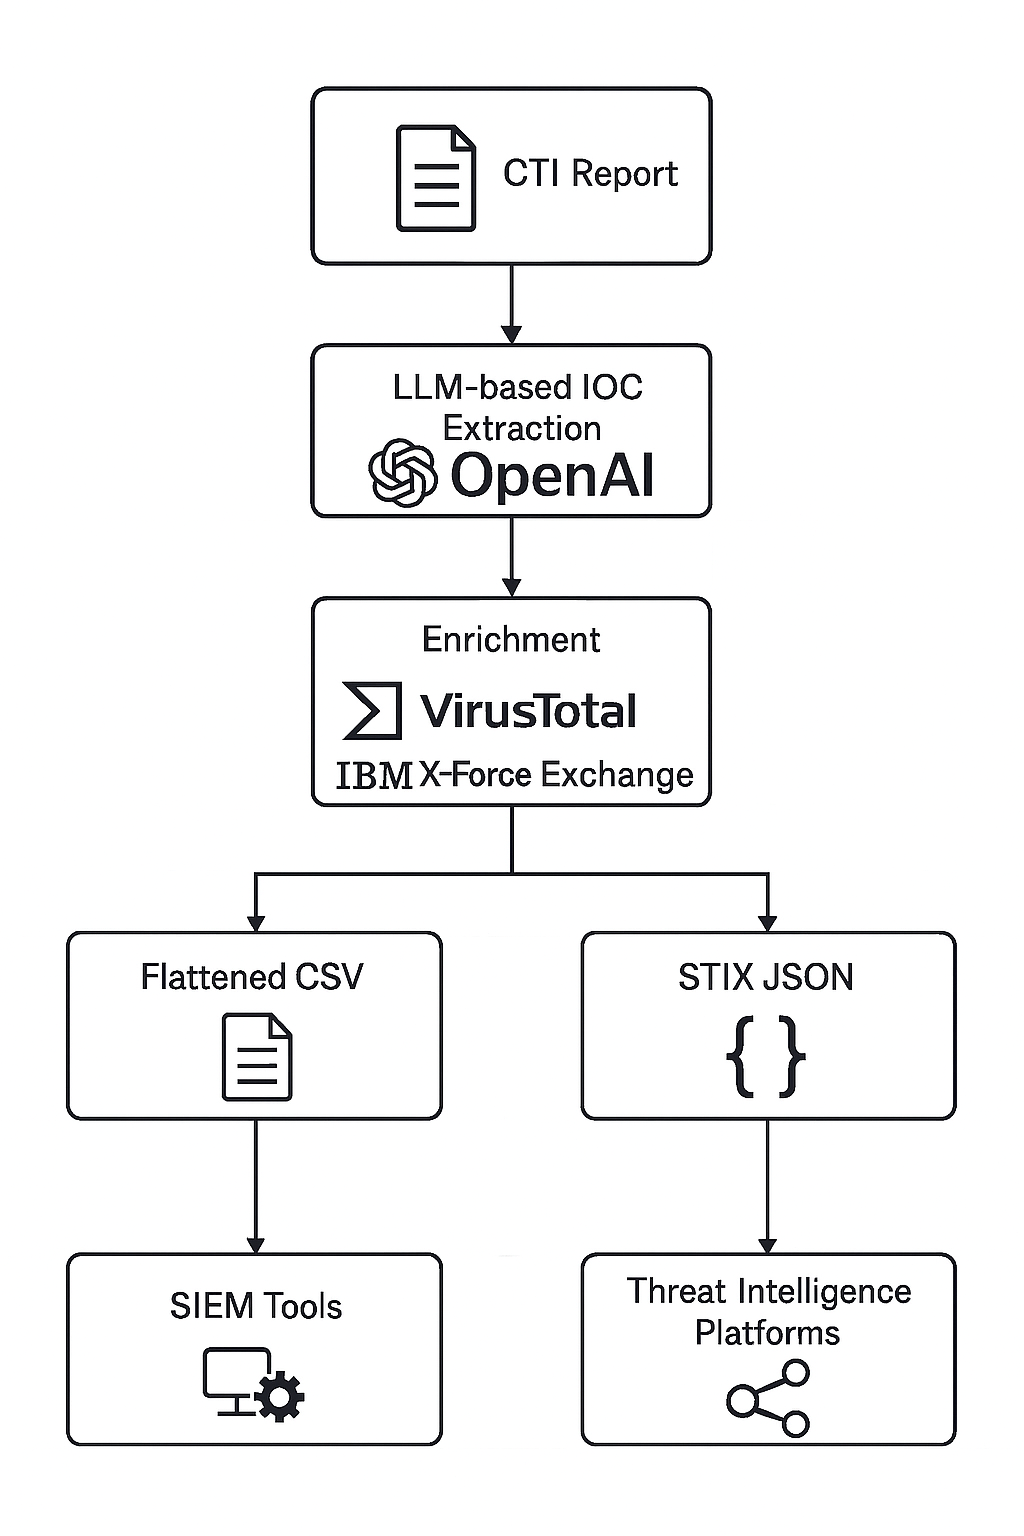 CTI Report
LLM-based IOC
Extraction
OpenAI
Enrichment
VirusTotal
IBM X-Force Exchange
Flattened CSV
STIX JSON
{ }
SIEM Tools
Threat Intelligence
Platforms